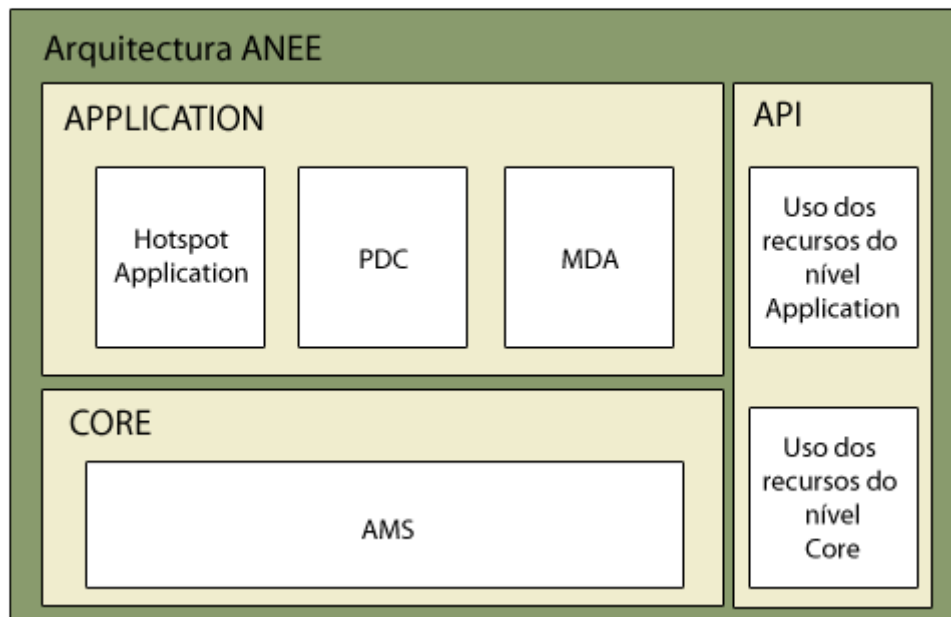 Arquitectura ANEE
APPLICATION
Hotspot
Application
PDC
MDA
API
Uso dos
recursos do
nível
Application
CORE
AMS
Uso dos
recursos do
nível
Core